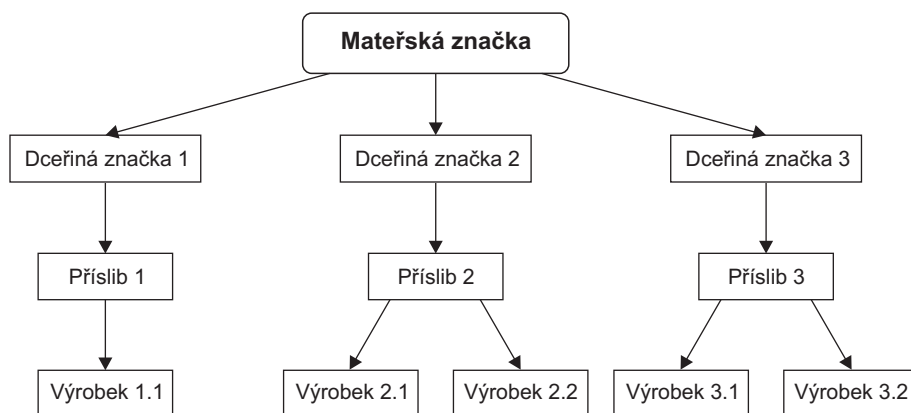 Mateřská značka
Dceřiná značka 1
Dceřiná značka 2
Dceřiná značka 3
Příslib 1
Příslib 2
Příslib 3
Výrobek 1.1
Výrobek 2.1
Výrobek 2.2
Výrobek 3.1
Výrobek 3.2